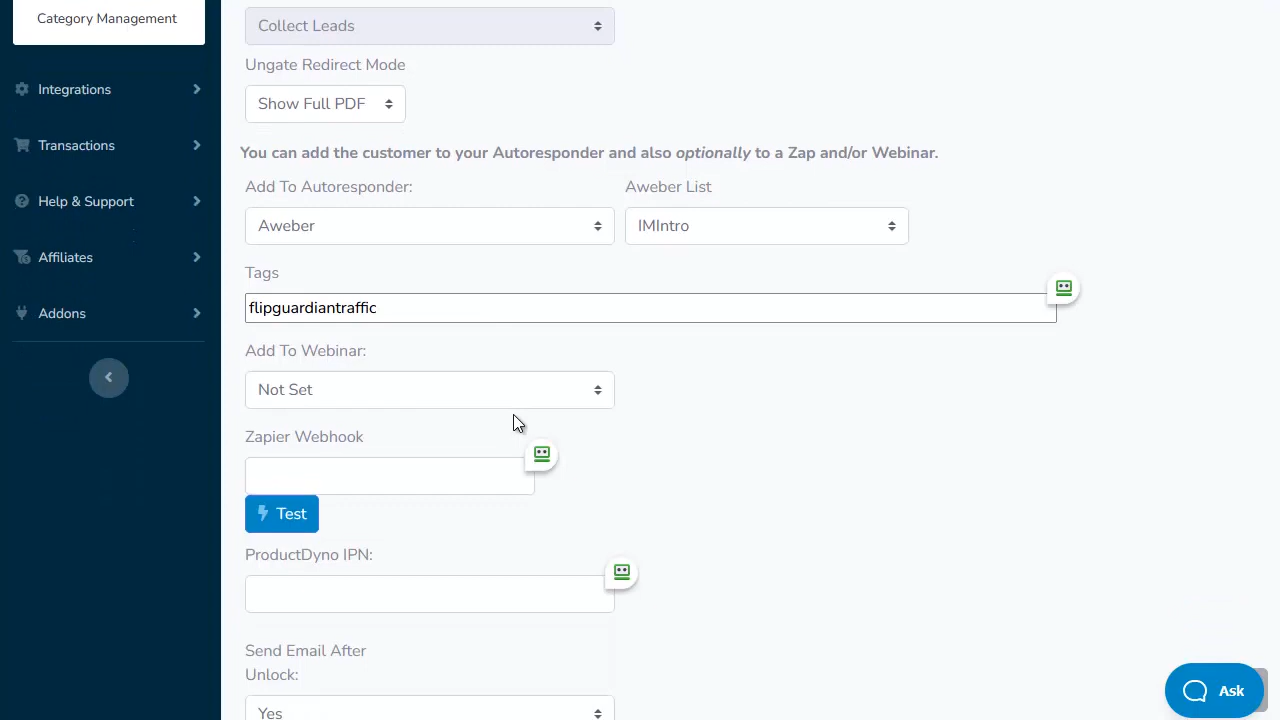 Category Management
Integrations
Transactions
Help & Support
Affiliates
Addons
Collect Leads
Ungate Redirect Mode
Show Full PDF
You can add the customer to your Autoresponder and also optionally to a Zap and/or Webinar.
Add To Autoresponder:
Aweber List
Aweber
IMIntro
Tags
flipguardiantraffic
Add To Webinar:
Not Set
Zapier Webhook
Test
ProductDyno IPN:
Send Email After
Unlock:
Yes
Ask